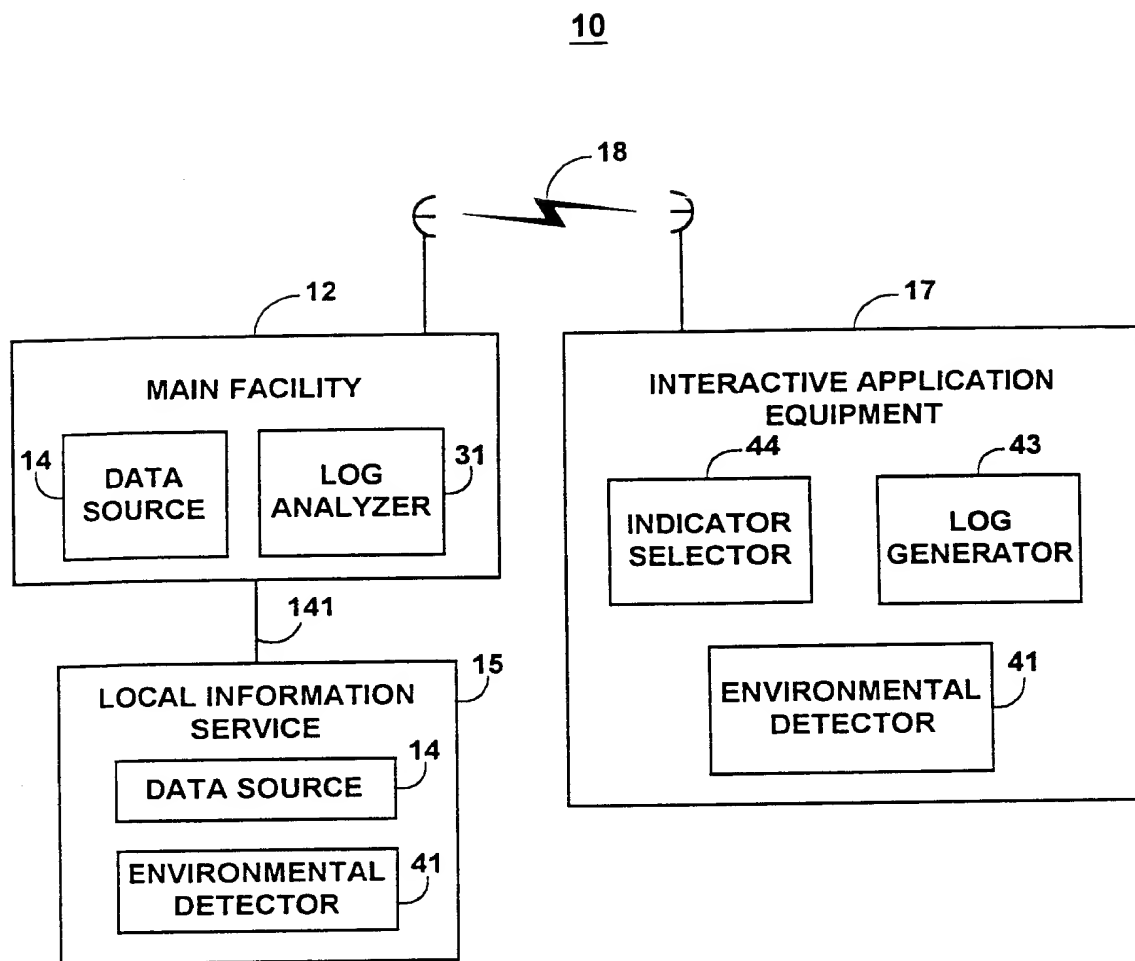 10
18
12
17
MAIN FACILITY
14
DATA
SOURCE
LOG
ANALYZER
31
INTERACTIVE APPLICATION
EQUIPMENT
44
43
INDICATOR
SELECTOR
LOG
GENERATOR
141
15
LOCAL INFORMATION
SERVICE
14
DATA SOURCE
41
ENVIRONMENTAL
DETECTOR
41
ENVIRONMENTAL
DETECTOR